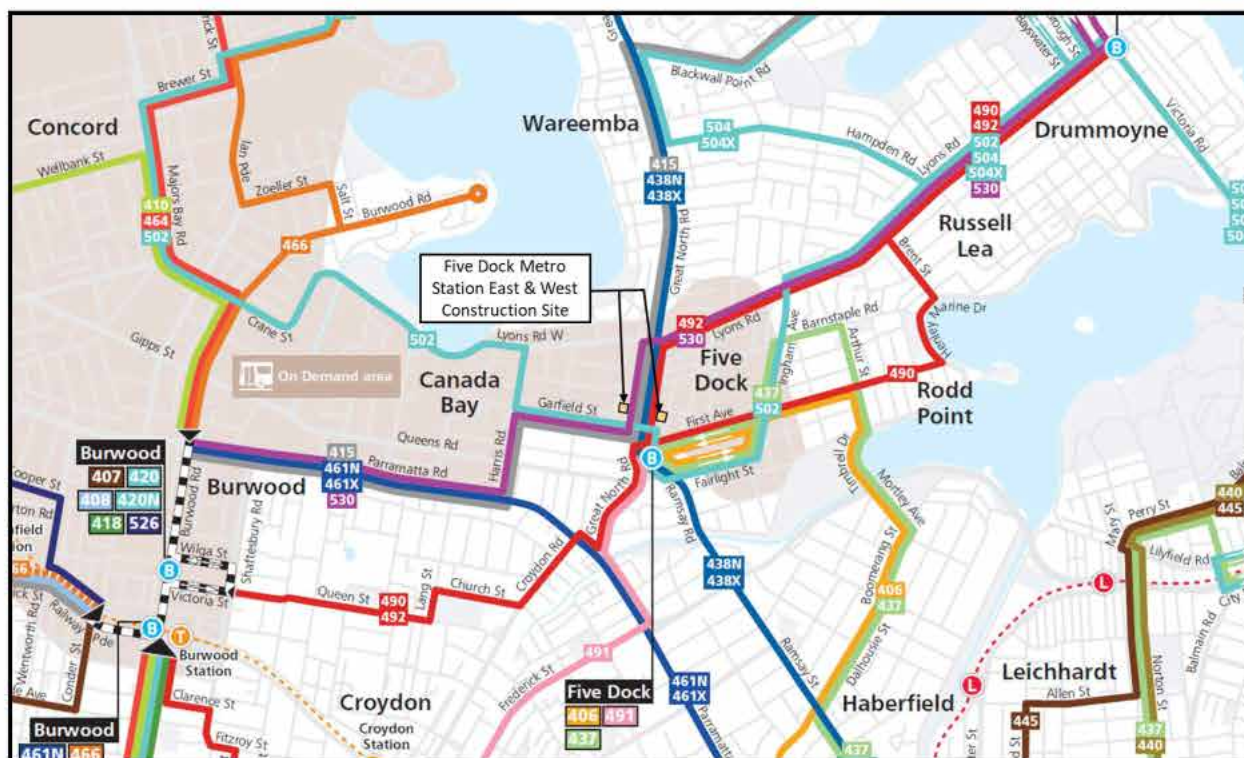 Brewer St
Concord
Wellbank St
Majors Bay Rd
410
464
502
Ian Pde
Zoeller St
Salt St
Burwood Rd
466
Gipps St
Crane St
502
Lyons Rd W
On Demand area
Canada
Bay
Garfield St
Queens Rd
Harris Rd
Parramatta Rd
415
461N
461X
530
Burwood
407 420
408 420N
418 526
Burwood
Burwood Rd
Shaftesbury Rd
Wilga St
Victoria St
B
Queen St
490
492
Lang St
Church St
Croydon Rd
Great North Rd
Railway Pde
Wentworth Rd
Conder St
B
T
Burwood
Station
Clarence St
Fitzroy St
Burwood
461N 466
Croydon
Croydon
Station
Frederick St
491
461N
461X
Parramatta
Five Dock
406 491
437
Wareemba
Blackwall Point Rd
504
504X
Hampden Rd
Lyons Rd
415
438N
438X
Great North Rd
Five Dock Metro
Station East & West
Construction Site
492
530
Lyons Rd
Five
Dock
Ingham Ave
Barnstaple Rd
Arthur St
437
502
First Ave
490
B
Fairlight St
Ramsay Rd
438N
438X
Ramsay St
Timbrell Dr
Mortley Ave
Boomerang St
406
437
Dalhousie St
Haberfield
437
Rodd
Point
Brent St
Henley Marine Dr
Russell
Lea
Bayswater St
B
490
492
502
504
504X
530
Drummoyne
Victoria Rd
440
445
Perry St
Mary St
Lilyfield Rd
L
City
Balmain Rd
Leichhardt
Allen St
445
Norton St
437
440
L